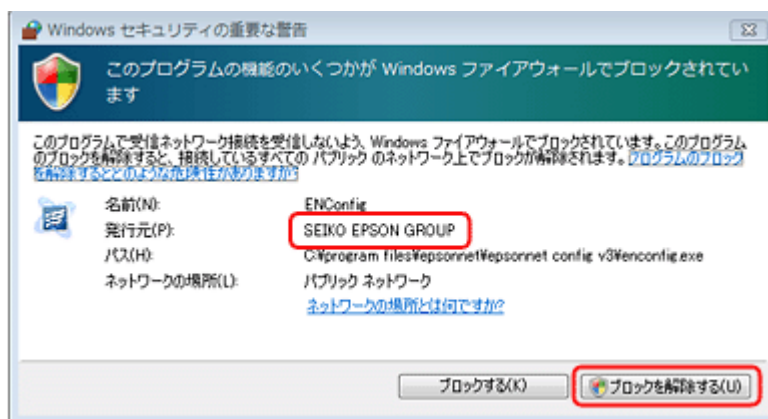 Windows セキュリティの重要な警告
このプログラムの機能のいくつかが Windows ファイアウォールでブロックされてい
ます
このプログラムで受信ネットワーク接続を受信しないよう、Windows ファイアウォールでブロックされています。このプログラム
のブロックを解除すると、接続しているすべての パブリック のネットワーク上でブロックが解除されます。プログラムのブロック
を解除するとどのような危険性がありますか?
名前(N): ENConfig
発行元(P): SEIKO EPSON GROUP
パス(H): C:¥program files¥epsonnet¥epsonnet config v3¥enconfig.exe
ネットワークの場所(L): パブリック ネットワーク
ネットワークの場所とは何ですか?
ブロックする(K) ブロックを解除する(U)